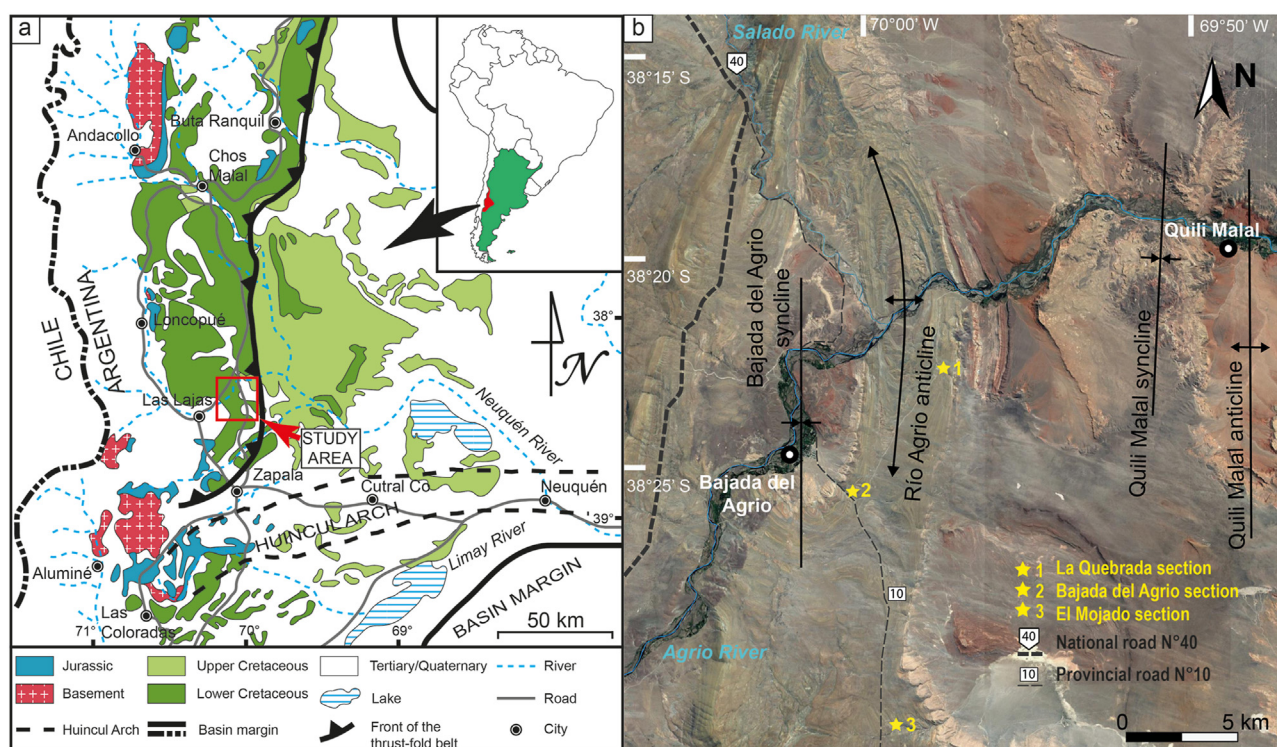 a
Andacollo
Buta Ranquil
Chos
Malal
CHILE
ARGENTINA
Loncopué
38°
N
Las Lajas
STUDY
AREA
Neuquén River
Zapala
Cutral Co
Neuquén
HUINCUL ARCH
39°
Limay River
Aluminé
BASIN MARGIN
Las
Coloradas
50 km
71°
70°
69°
Jurassic
Upper Cretaceous
Tertiary/Quaternary
River
Basement
Lower Cretaceous
Lake
Road
Huincul Arch
Basin margin
Front of the
thrust-fold belt
City
b
Salado River
70°00' W
69°50' W
40
38°15' S
N
Quili Malal
38°20' S
Bajada del Agrio
syncline
Río Agrio anticline
1
Quili Malal syncline
Quili Malal anticline
Bajada del
Agrio
38°25' S
2
10
Agrio River
3
1 La Quebrada section
2 Bajada del Agrio section
3 El Mojado section
40 National road N°40
10 Provincial road N°10
0 5 km